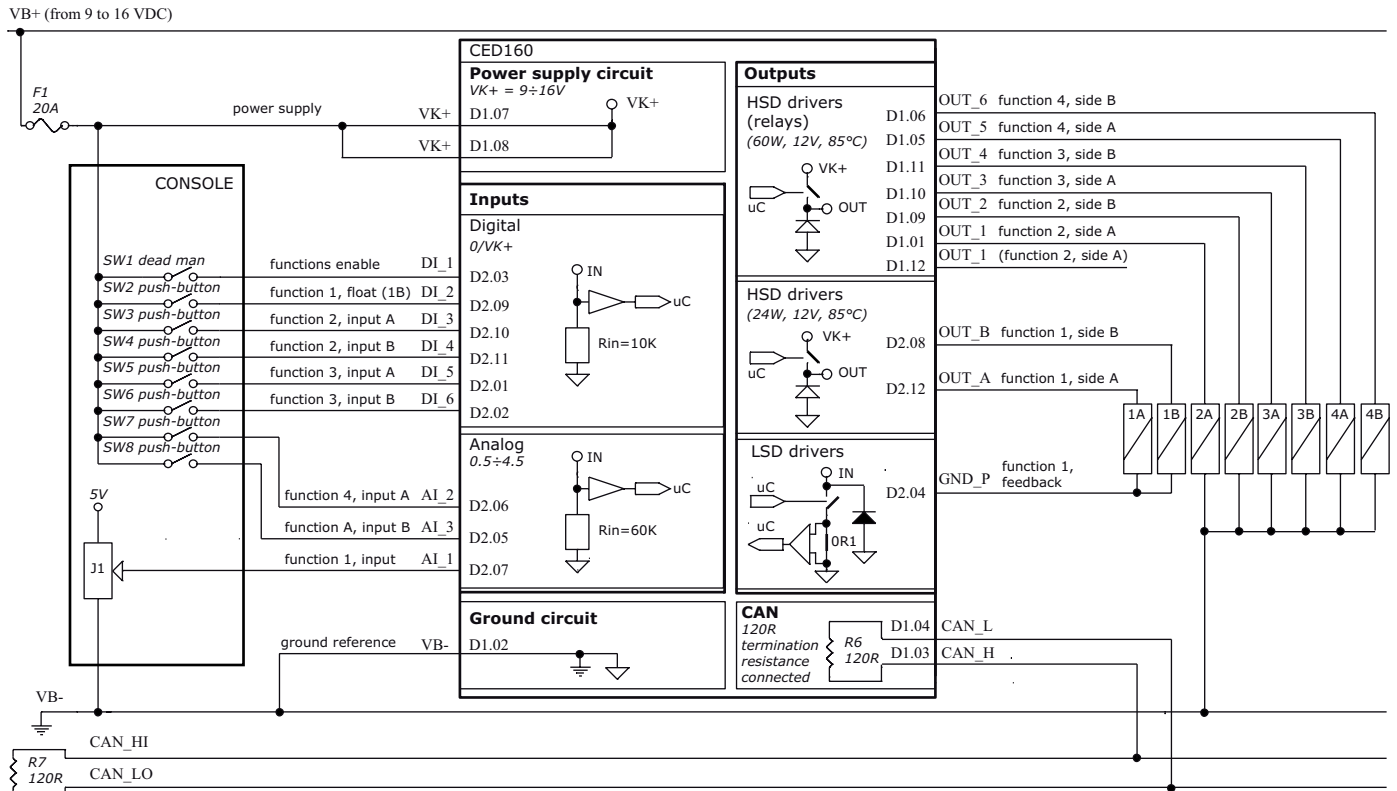 VB+ (from 9 to 16 VDC)
F1
20A
power supply
VK+
VK+
CED160
Power supply circuit
VK+ = 9÷16V
D1.07
D1.08
VK+
CONSOLE
SW1 dead man
SW2 push-button
SW3 push-button
SW4 push-button
SW5 push-button
SW6 push-button
SW7 push-button
SW8 push-button
5V
J1
functions enable DI_1
function 1, float (1B) DI_2
function 2, input A DI_3
function 2, input B DI_4
function 3, input A DI_5
function 3, input B DI_6
function 4, input A AI_2
function A, input B AI_3
function 1, input AI_1
ground reference VB-
Inputs
Digital
0/VK+
D2.03
D2.09
D2.10
D2.11
D2.01
D2.02
IN
uC
Rin=10K
Analog
0.5÷4.5
D2.06
D2.05
D2.07
IN
uC
Rin=60K
Ground circuit
D1.02
Outputs
HSD drivers
(relays)
(60W, 12V, 85°C)
VK+
uC
OUT
D1.06
D1.05
D1.11
D1.10
D1.09
D1.01
D1.12
OUT_6 function 4, side B
OUT_5 function 4, side A
OUT_4 function 3, side B
OUT_3 function 3, side A
OUT_2 function 2, side B
OUT_1 function 2, side A
OUT_1 (function 2, side A)
HSD drivers
(24W, 12V, 85°C)
VK+
uC
OUT
D2.08
D2.12
OUT_B function 1, side B
OUT_A function 1, side A
1A 1B 2A 2B 3A 3B 4A 4B
LSD drivers
IN
uC
uC
0R1
D2.04
GND_P function 1,
feedback
CAN
120R
termination
resistance
connected
R6
120R
D1.04 CAN_L
D1.03 CAN_H
VB-
CAN_HI
R7
120R
CAN_LO